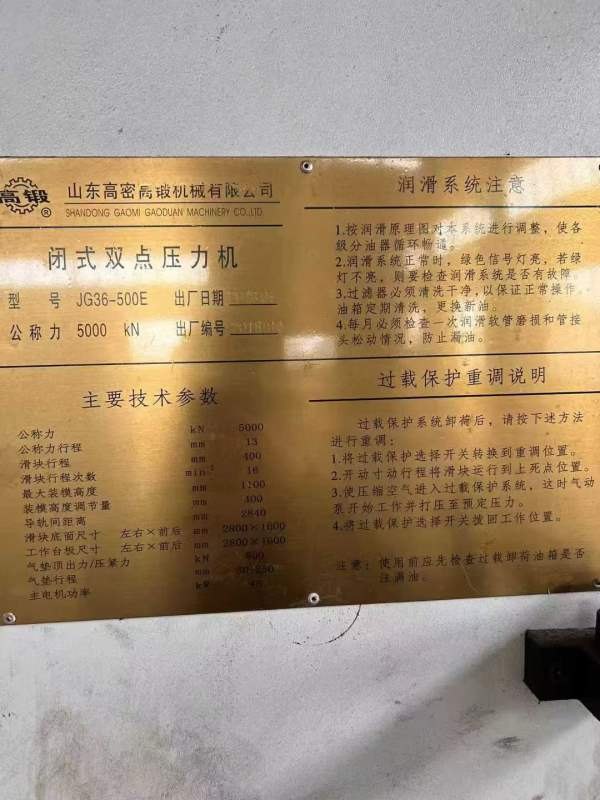 高锻
®
山东高密高锻机械有限公司
SHANDONG GAOMI GAODUAN MACHINERY CO.,LTD.
闭式双点压力机
型 号 JG36-500E 出厂日期
公称力 5000 kN 出厂编号
主要技术参数
公称力 kN 5000
公称力行程 mm 13
滑块行程 mm 400
滑块行程次数 min⁻¹ 16
最大装模高度 mm 1100
装模高度调节量 mm 400
导轨间距离 mm 2840
滑块底面尺寸 左右×前后 mm 2800×1600
工作台板尺寸 左右×前后 mm 2800×1600
气垫顶出力/压紧力 kN
气垫行程 mm
主电机功率 kW
润滑系统注意
1.按润滑原理图对本系统进行调整，使各
级分油器循环畅通。
2.润滑系统正常时，绿色信号灯亮，若绿
灯不亮，则要检查润滑系统是否有故障。
3.过滤器必须清洗干净，以保证正常操作。
油箱定期清洗，更换新油。
4.每月必须检查一次润滑软管磨损和管接
头松动情况，防止漏油。
过载保护重调说明
过载保护系统卸荷后，请按下述方法
进行重调：
1.将过载保护选择开关转换到重调位置。
2.开动寸动行程将滑块运行到上死点位置。
3.使压缩空气进入过载保护系统，这时气动
泵开始工作并打压至预定压力。
4.将过载保护选择开关拨回工作位置。
注意：使用前应先检查过载卸荷油箱是否
注满油。